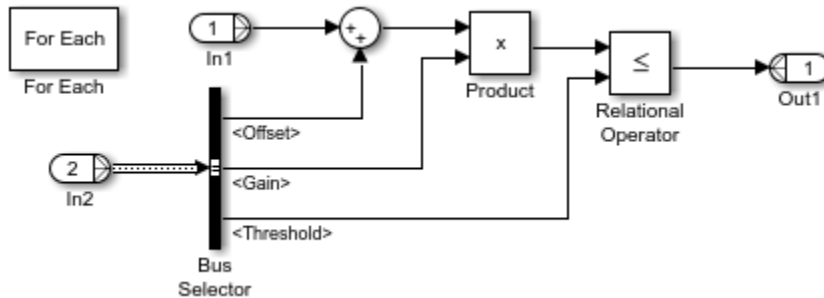 For Each
For Each
1
In1
+
+
x
Product
≤
Relational
Operator
1
Out1
<Offset>
2
In2
<Gain>
<Threshold>
Bus
Selector